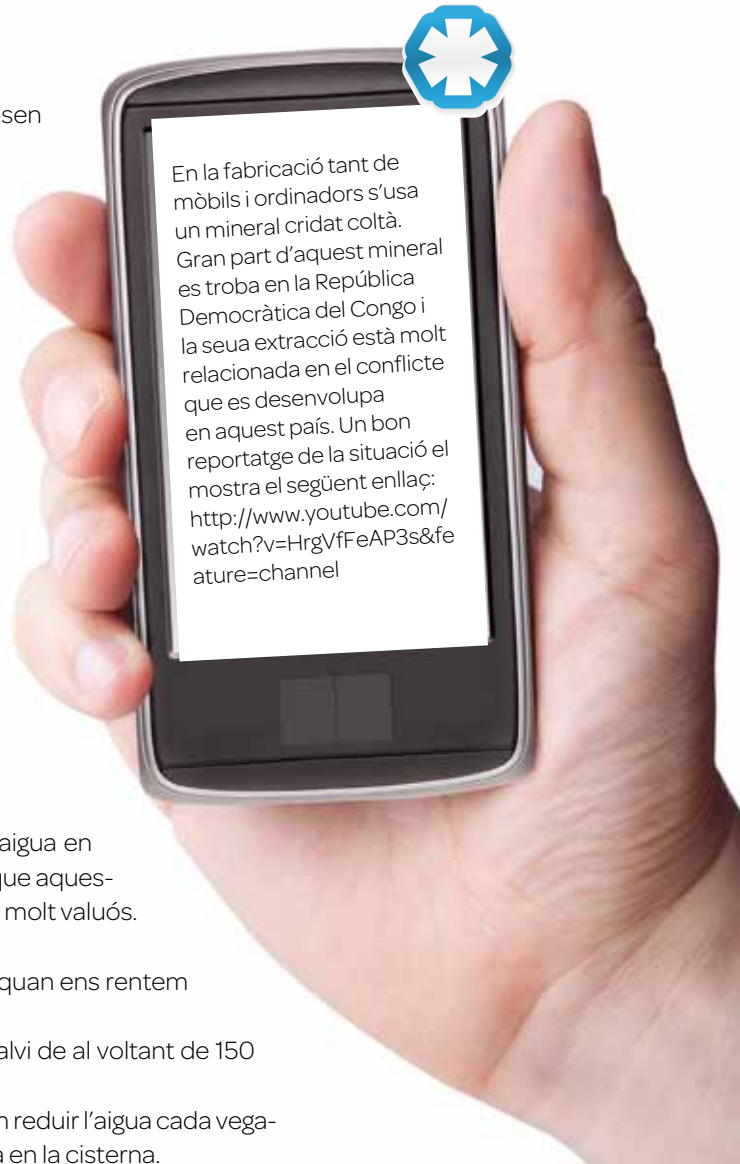 sen
En la fabricació tant de
mòbils i ordinadors s'usa
un mineral cridat coltà.
Gran part d'aquest mineral
es troba en la República
Democràtica del Congo i
la seua extracció està molt
relacionada en el conflicte
que es desenvolupa
en aquest país. Un bon
reportatge de la situació el
mostra el següent enllaç:
http://www.youtube.com/
watch?v=HrgVfFeAP3s&fe
ature=channel
aigua en
que aques-
molt valuós.
quan ens rentem
alvi de al voltant de 150
m reduir l'aigua cada vega-
a en la cisterna.